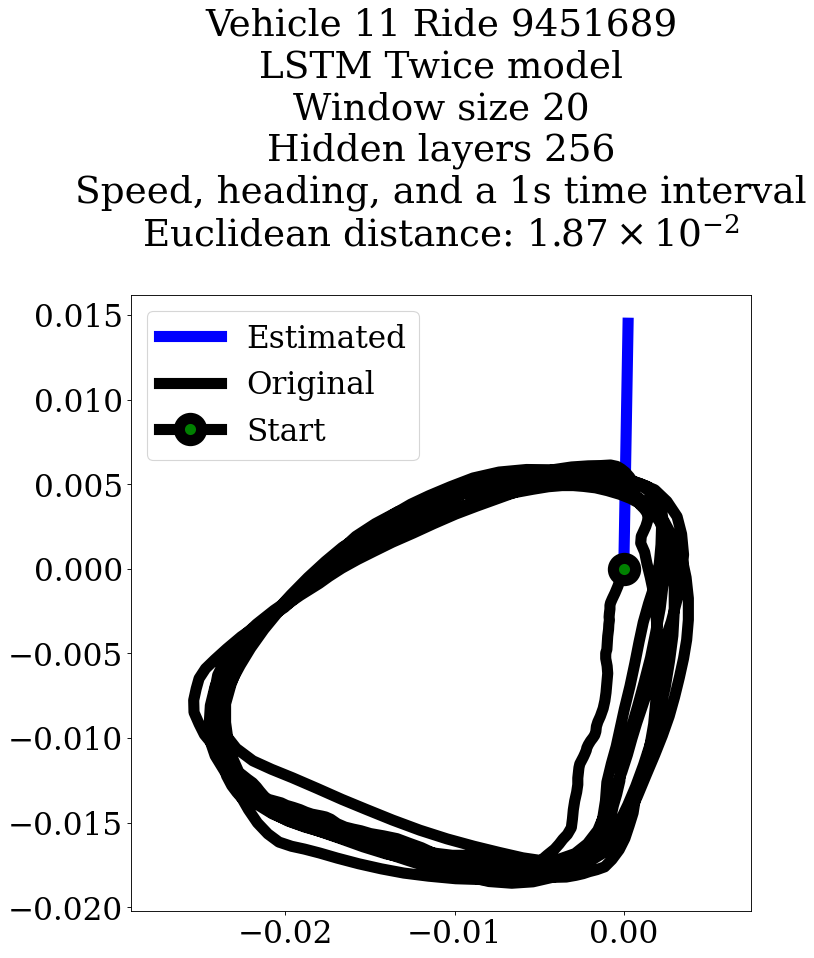 Vehicle 11 Ride 9451689
LSTM Twice model
Window size 20
Hidden layers 256
Speed, heading, and a 1s time interval
Euclidean distance: 1.87 × 10⁻²
0.015
0.010
0.005
0.000
−0.005
−0.010
−0.015
−0.020
Estimated
Original
Start
−0.02
−0.01
0.00